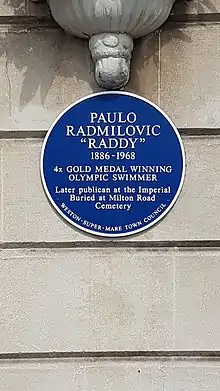 PAULO
RADMILOVIC
"RADDY"
1886-1968
4x GOLD MEDAL WINNING
OLYMPIC SWIMMER
Later publican at the Imperial
Buried at Milton Road
Cemetery
WESTON-SUPER-MARE TOWN COUNCIL